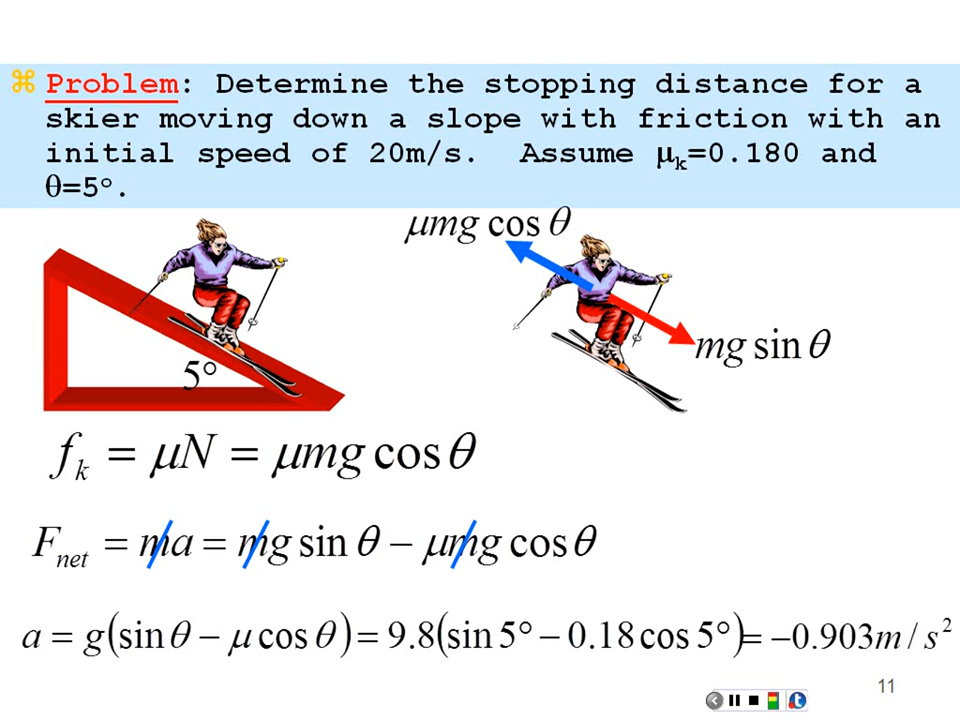 Problem: Determine the stopping distance for a
skier moving down a slope with friction with an
initial speed of 20m/s. Assume μk=0.180 and
θ=5°.
μmg cos θ
5°
mg sin θ
fk = μN = μmg cos θ
Fnet = ma = mg sin θ − μmg cos θ
a = g(sin θ − μ cos θ) = 9.8(sin 5° − 0.18 cos 5°) = −0.903m / s²
11